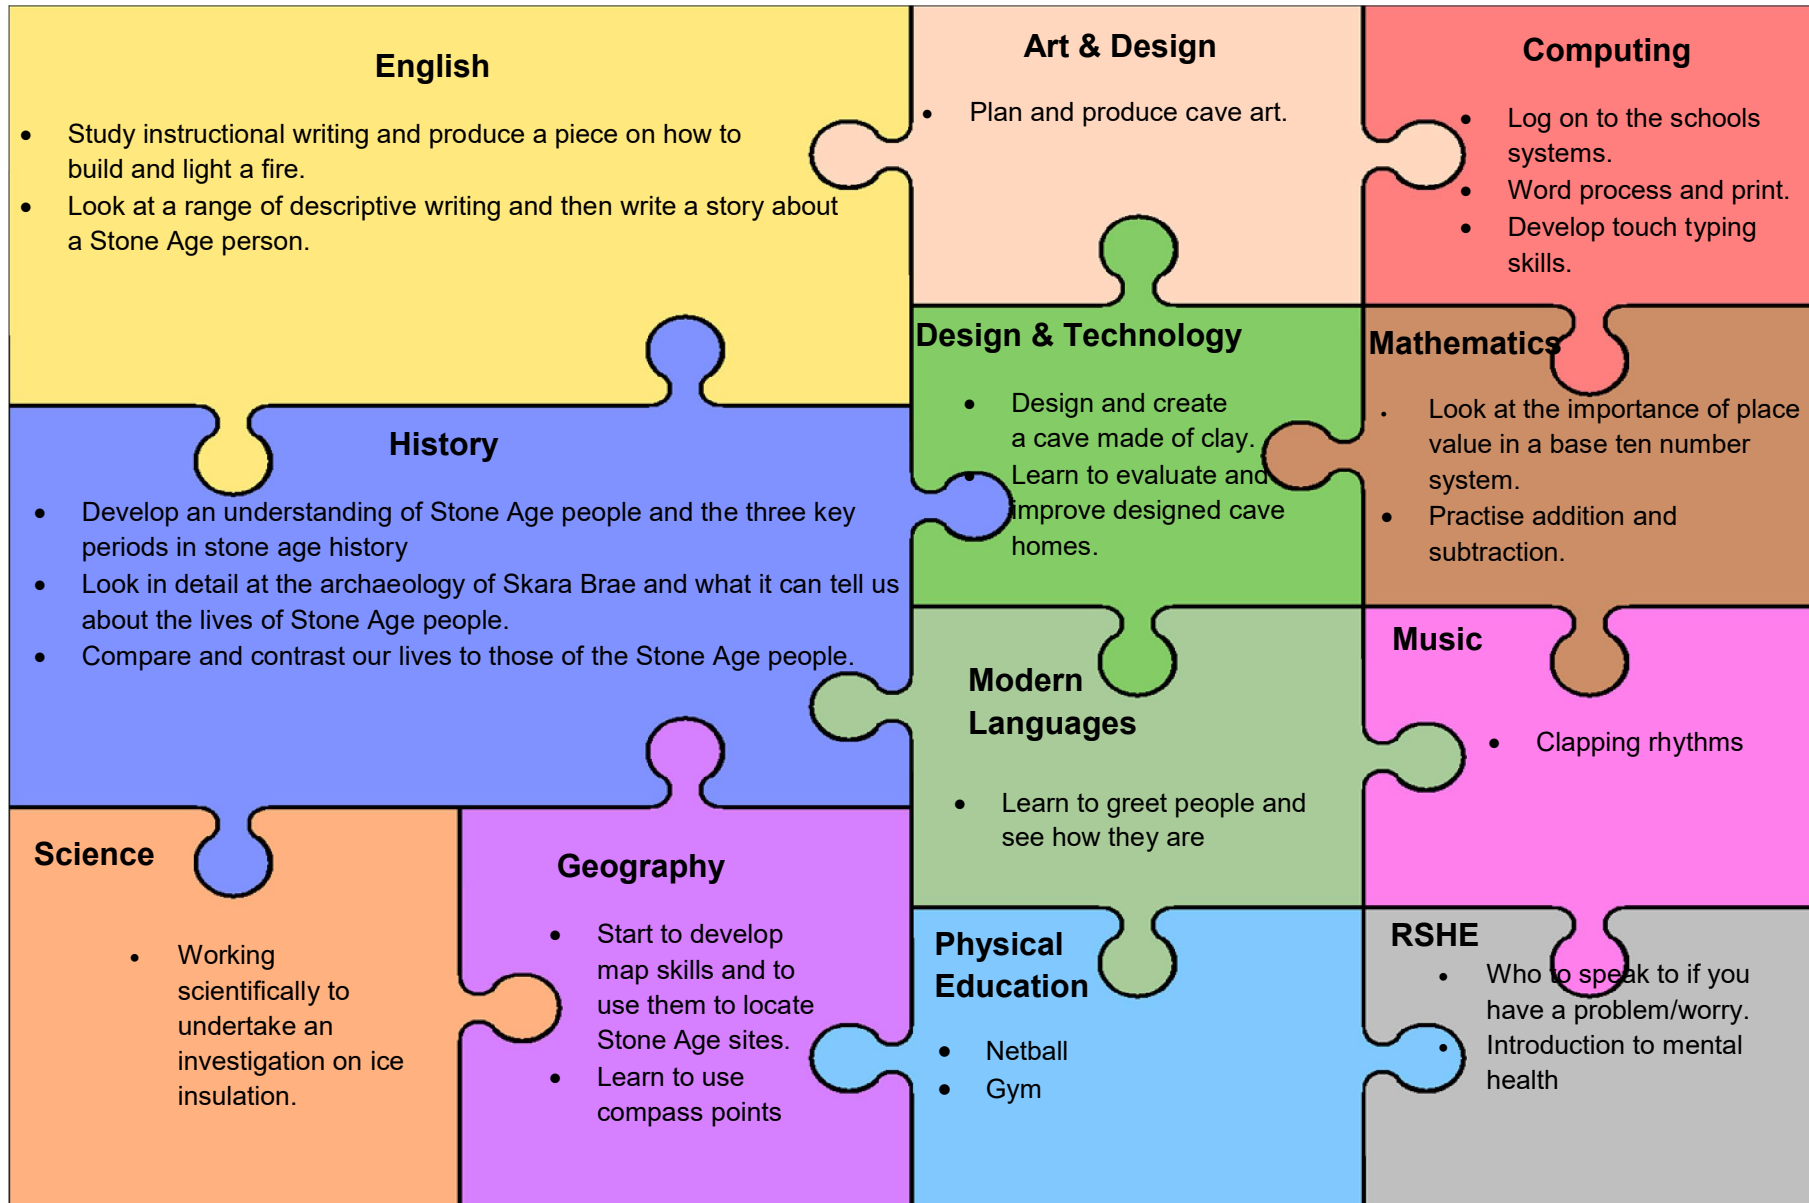 English
• Study instructional writing and produce a piece on how to
build and light a fire.
• Look at a range of descriptive writing and then write a story about
a Stone Age person.
Art & Design
• Plan and produce cave art.
Computing
• Log on to the schools
systems.
• Word process and print.
• Develop touch typing
skills.
History
• Develop an understanding of Stone Age people and the three key
periods in stone age history
• Look in detail at the archaeology of Skara Brae and what it can tell us
about the lives of Stone Age people.
• Compare and contrast our lives to those of the Stone Age people.
Design & Technology
• Design and create
a cave made of clay.
• Learn to evaluate and
improve designed cave
homes.
Mathematics
• Look at the importance of place
value in a base ten number
system.
• Practise addition and
subtraction.
Modern
Languages
• Learn to greet people and
see how they are
Music
• Clapping rhythms
Science
• Working
scientifically to
undertake an
investigation on ice
insulation.
Geography
• Start to develop
map skills and to
use them to locate
Stone Age sites.
• Learn to use
compass points
Physical
Education
• Netball
• Gym
RSHE
• Who to speak to if you
have a problem/worry.
• Introduction to mental
health